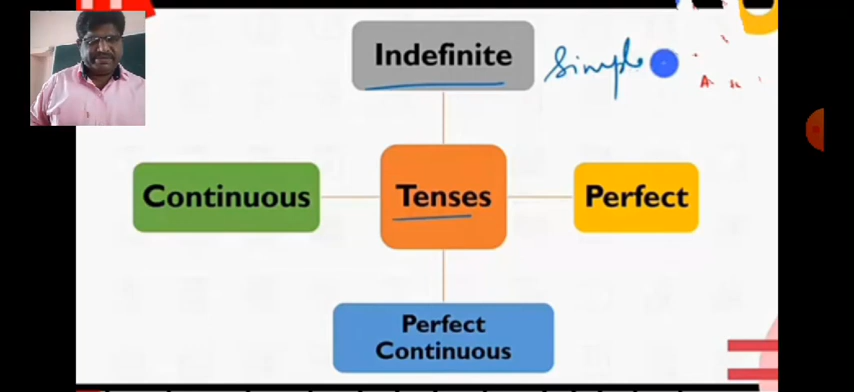 Indefinite Simple
Continuous
Tenses
Perfect
Perfect
Continuous